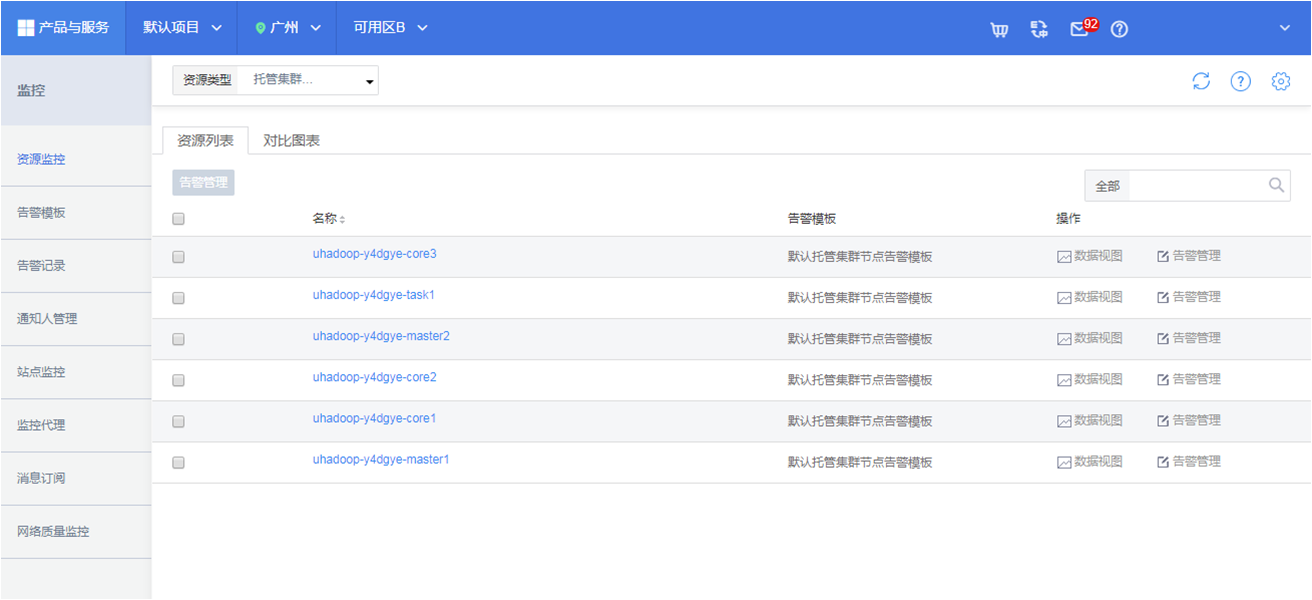 产品与服务 默认项目 广州 可用区B 92
监控
资源类型 托管集群...
资源监控
告警模板
告警记录
通知人管理
站点监控
监控代理
消息订阅
网络质量监控
资源列表 对比图表
告警管理 全部
名称 告警模板 操作
uhadoop-y4dgye-core3 默认托管集群节点告警模板 数据视图 告警管理
uhadoop-y4dgye-task1 默认托管集群节点告警模板 数据视图 告警管理
uhadoop-y4dgye-master2 默认托管集群节点告警模板 数据视图 告警管理
uhadoop-y4dgye-core2 默认托管集群节点告警模板 数据视图 告警管理
uhadoop-y4dgye-core1 默认托管集群节点告警模板 数据视图 告警管理
uhadoop-y4dgye-master1 默认托管集群节点告警模板 数据视图 告警管理